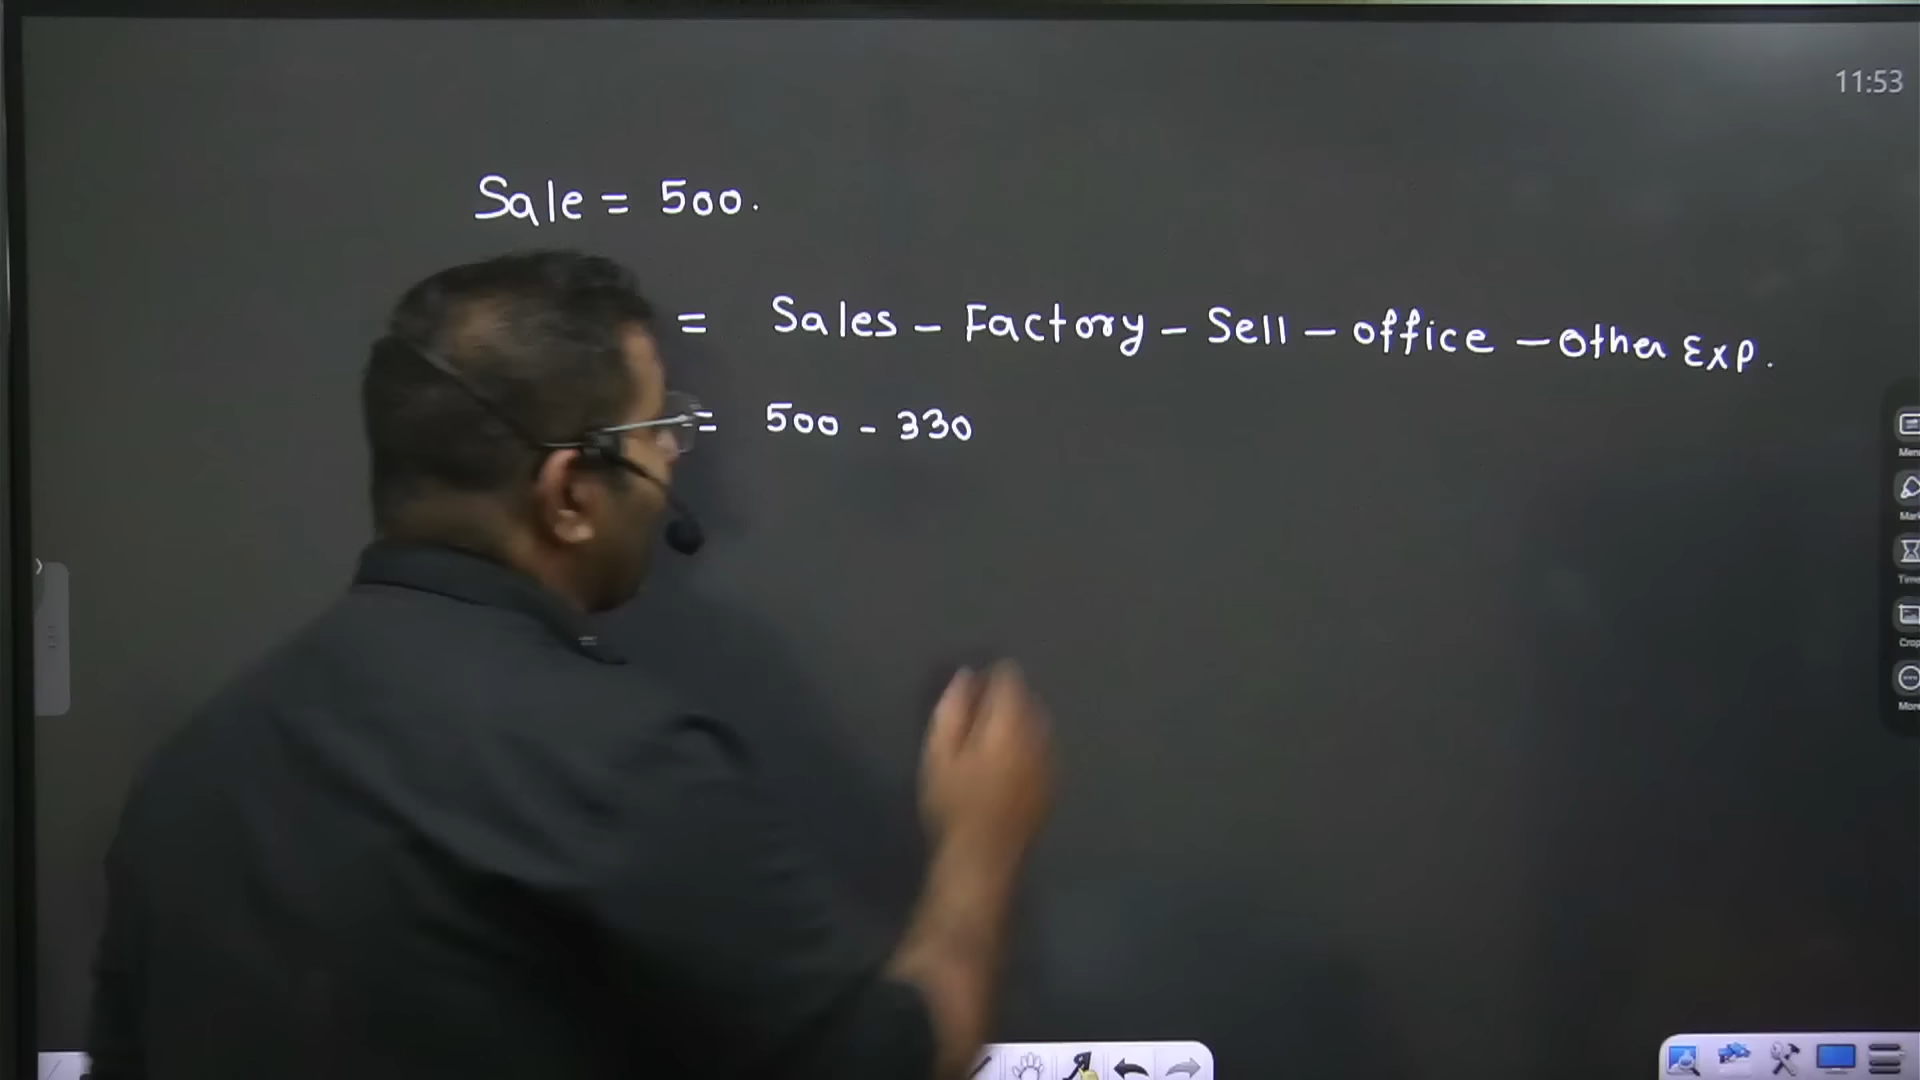 11:53
Sale = 500.
= Sales - Factory - Sell - office - Other Exp.
= 500 - 330